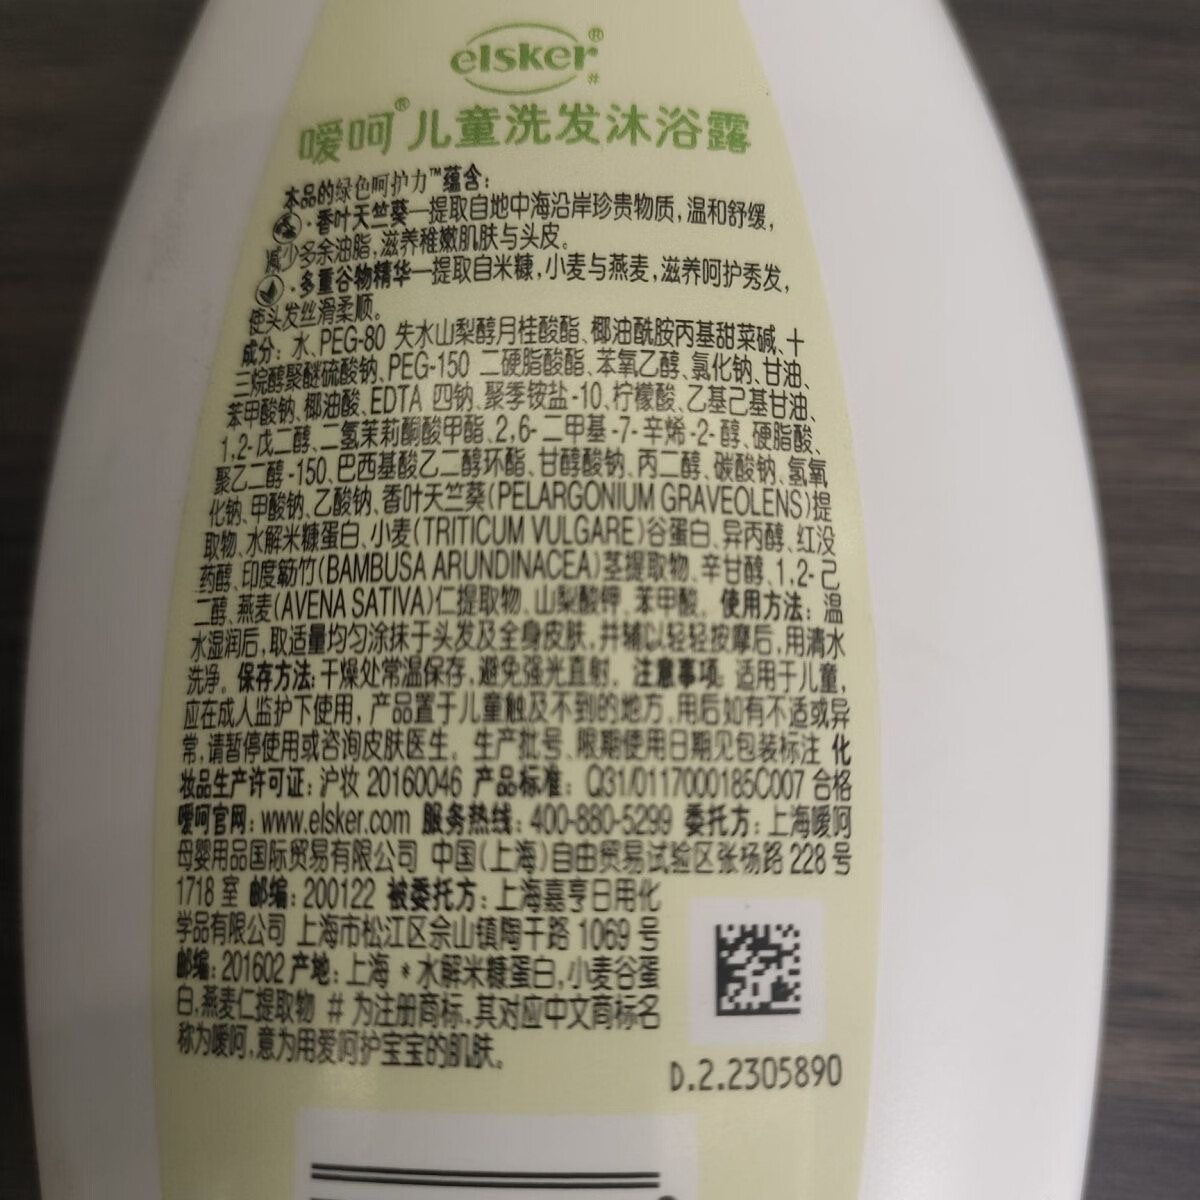 elsker®
#
嗳呵®儿童洗发沐浴露
本品的绿色呵护力™蕴含：
·香叶天竺葵—提取自地中海沿岸珍贵物质，温和舒缓，
减少多余油脂，滋养稚嫩肌肤与头皮。
·多重谷物精华—提取自米糠，小麦与燕麦，滋养呵护秀发，
使头发丝滑柔顺。
成分：水、PEG-80 失水山梨醇月桂酸酯、椰油酰胺丙基甜菜碱、十
三烷醇聚醚硫酸钠、PEG-150 二硬脂酸酯、苯氧乙醇、氯化钠、甘油、
苯甲酸钠、椰油酸、EDTA 四钠、聚季铵盐-10、柠檬酸、乙基己基甘油、
1,2-戊二醇、二氢茉莉酮酸甲酯、2,6-二甲基-7-辛烯-2-醇、硬脂酸、
聚乙二醇-150、巴西基酸乙二醇环酯、甘醇酸钠、丙二醇、碳酸钠、氢氧
化钠、甲酸钠、乙酸钠、香叶天竺葵(PELARGONIUM GRAVEOLENS)提
取物、水解米糠蛋白、小麦(TRITICUM VULGARE)谷蛋白、异丙醇、红没
药醇、印度簕竹(BAMBUSA ARUNDINACEA)茎提取物、辛甘醇、1,2-己
二醇、燕麦(AVENA SATIVA)仁提取物、山梨酸钾、苯甲酸。使用方法：温
水湿润后，取适量均匀涂抹于头发及全身皮肤，并辅以轻轻按摩后，用清水
洗净。保存方法：干燥处常温保存，避免强光直射。注意事项：适用于儿童，
应在成人监护下使用，产品置于儿童触及不到的地方，用后如有不适或异
常，请暂停使用或咨询皮肤医生。生产批号、限期使用日期见包装标注 化
妆品生产许可证：沪妆 20160046 产品标准：Q31/0117000185C007 合格
嗳呵官网：www.elsker.com 服务热线：400-880-5299 委托方：上海嗳呵
母婴用品国际贸易有限公司 中国(上海)自由贸易试验区张杨路 228 号
1718 室 邮编：200122 被委托方：上海嘉亨日用化
学品有限公司 上海市松江区佘山镇陶干路 1069 号
邮编：201602 产地：上海 *水解米糠蛋白，小麦谷蛋
白，燕麦仁提取物 # 为注册商标，其对应中文商标名
称为嗳呵，意为用爱呵护宝宝的肌肤。
D.2.2305890